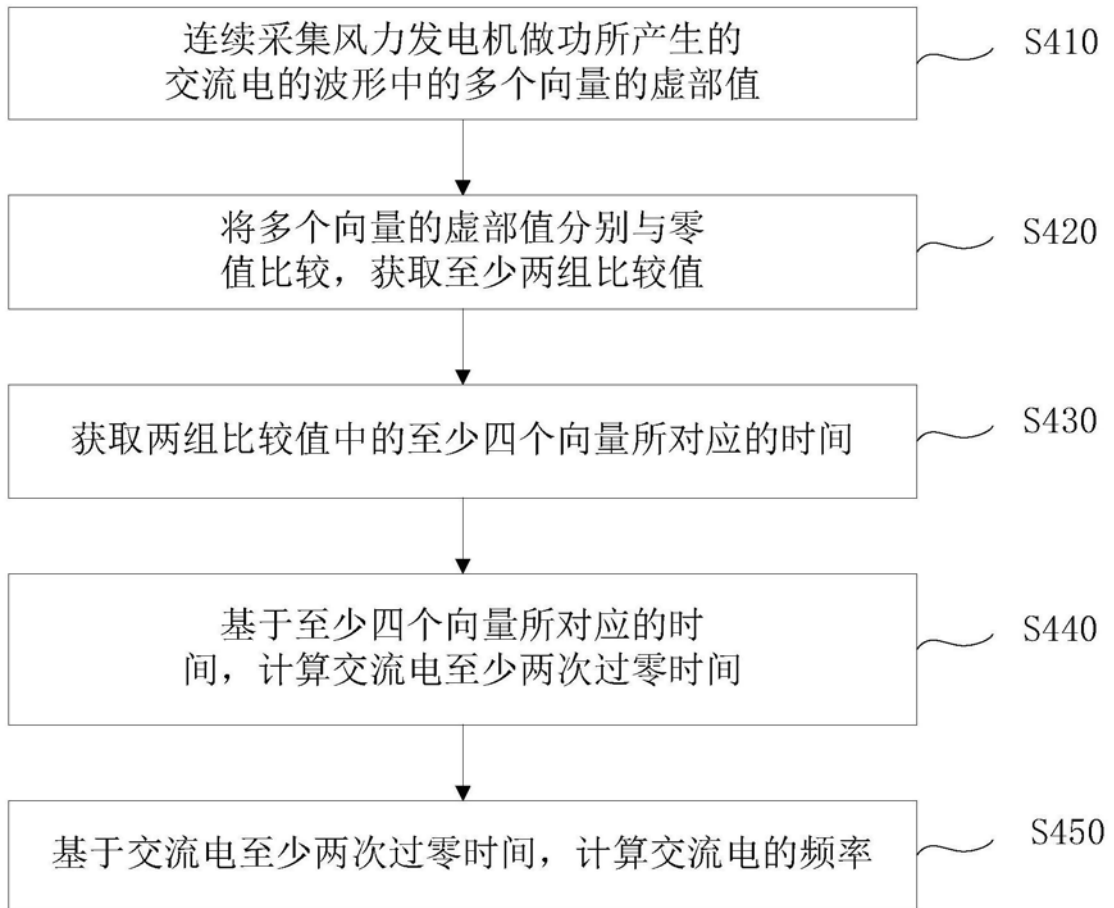 连续采集风力发电机做功所产生的
交流电的波形中的多个向量的虚部值
S410
将多个向量的虚部值分别与零
值比较，获取至少两组比较值
S420
获取两组比较值中的至少四个向量所对应的时间
S430
基于至少四个向量所对应的时
间，计算交流电至少两次过零时间
S440
基于交流电至少两次过零时间，计算交流电的频率
S450